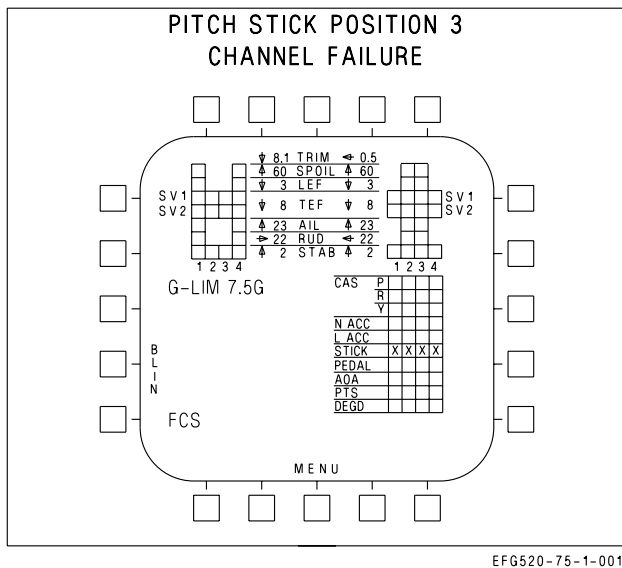 PITCH STICK POSITION 3
CHANNEL FAILURE
8.1 TRIM 0.5
60 SPOIL 60
3 LEF 3
SV1
SV2
8 TEF 8
SV1
SV2
23 AIL 23
22 RUD 22
2 STAB 2
1 2 3 4
1 2 3 4
G-LIM 7.5G
CAS P
R
Y
N ACC
L ACC
STICK X X X X
PEDAL
AOA
PTS
DEGD
BLIN
FCS
MENU
EFG520-75-1-001